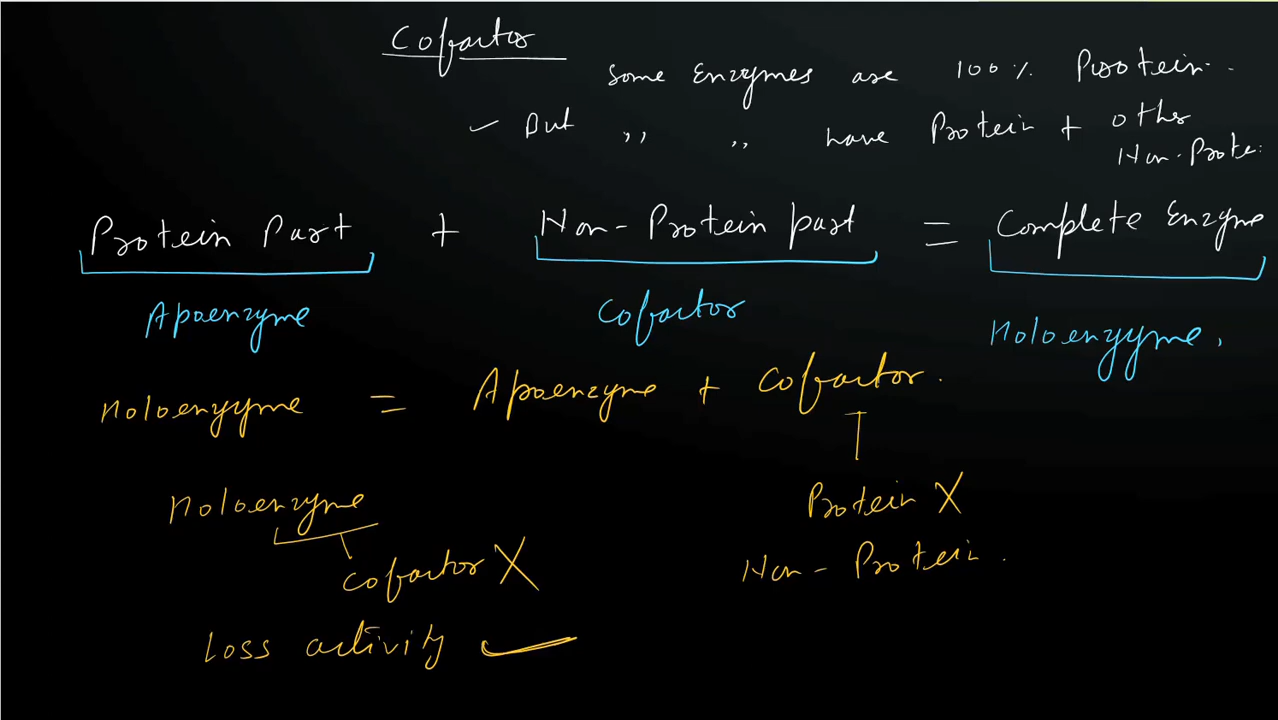 Cofactor
Some Enzymes are 100% Protein.
✓ But ,, ,, have Protein + other
Non-Protei
Protein Part + Non-Protein part = Complete Enzyme
Apoenzyme Cofactor Holoenzyme,
Holoenzyme = Apoenzyme + Cofactor.
Holoenzyme
Protein X
Cofactor X
Non-Protein.
Loss activity ✓